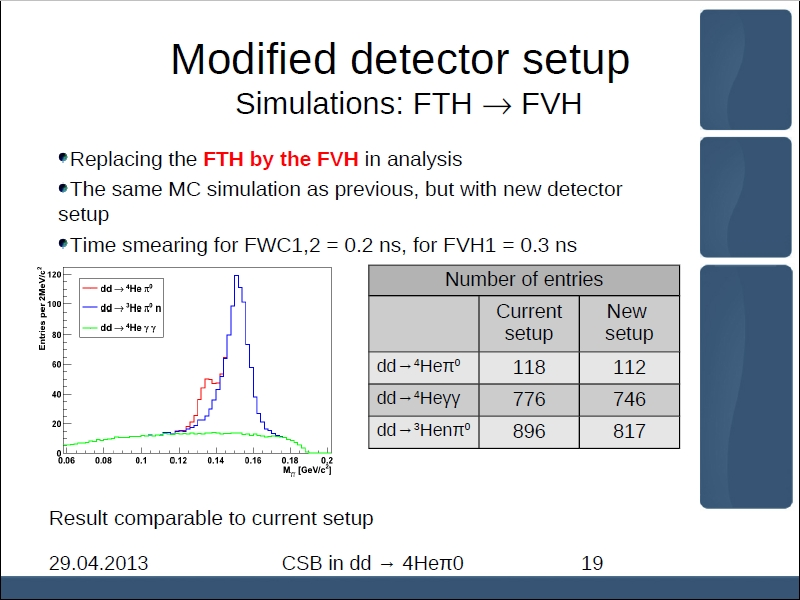 Modified detector setup
Simulations: FTH → FVH
Replacing the FTH by the FVH in analysis
The same MC simulation as previous, but with new detector
setup
Time smearing for FWC1,2 = 0.2 ns, for FVH1 = 0.3 ns
Entries per 2MeV/c²
120
100
80
60
40
20
0
dd → ⁴He π⁰
dd → ³He π⁰ n
dd → ⁴He γ γ
0.06 0.08 0.1 0.12 0.14 0.16 0.18 0.2
Mγγ [GeV/c²]
Number of entries
Current setup New setup
dd→⁴Heπ⁰ 118 112
dd→⁴Heγγ 776 746
dd→³Henπ⁰ 896 817
Result comparable to current setup
29.04.2013 CSB in dd → 4Heπ0 19